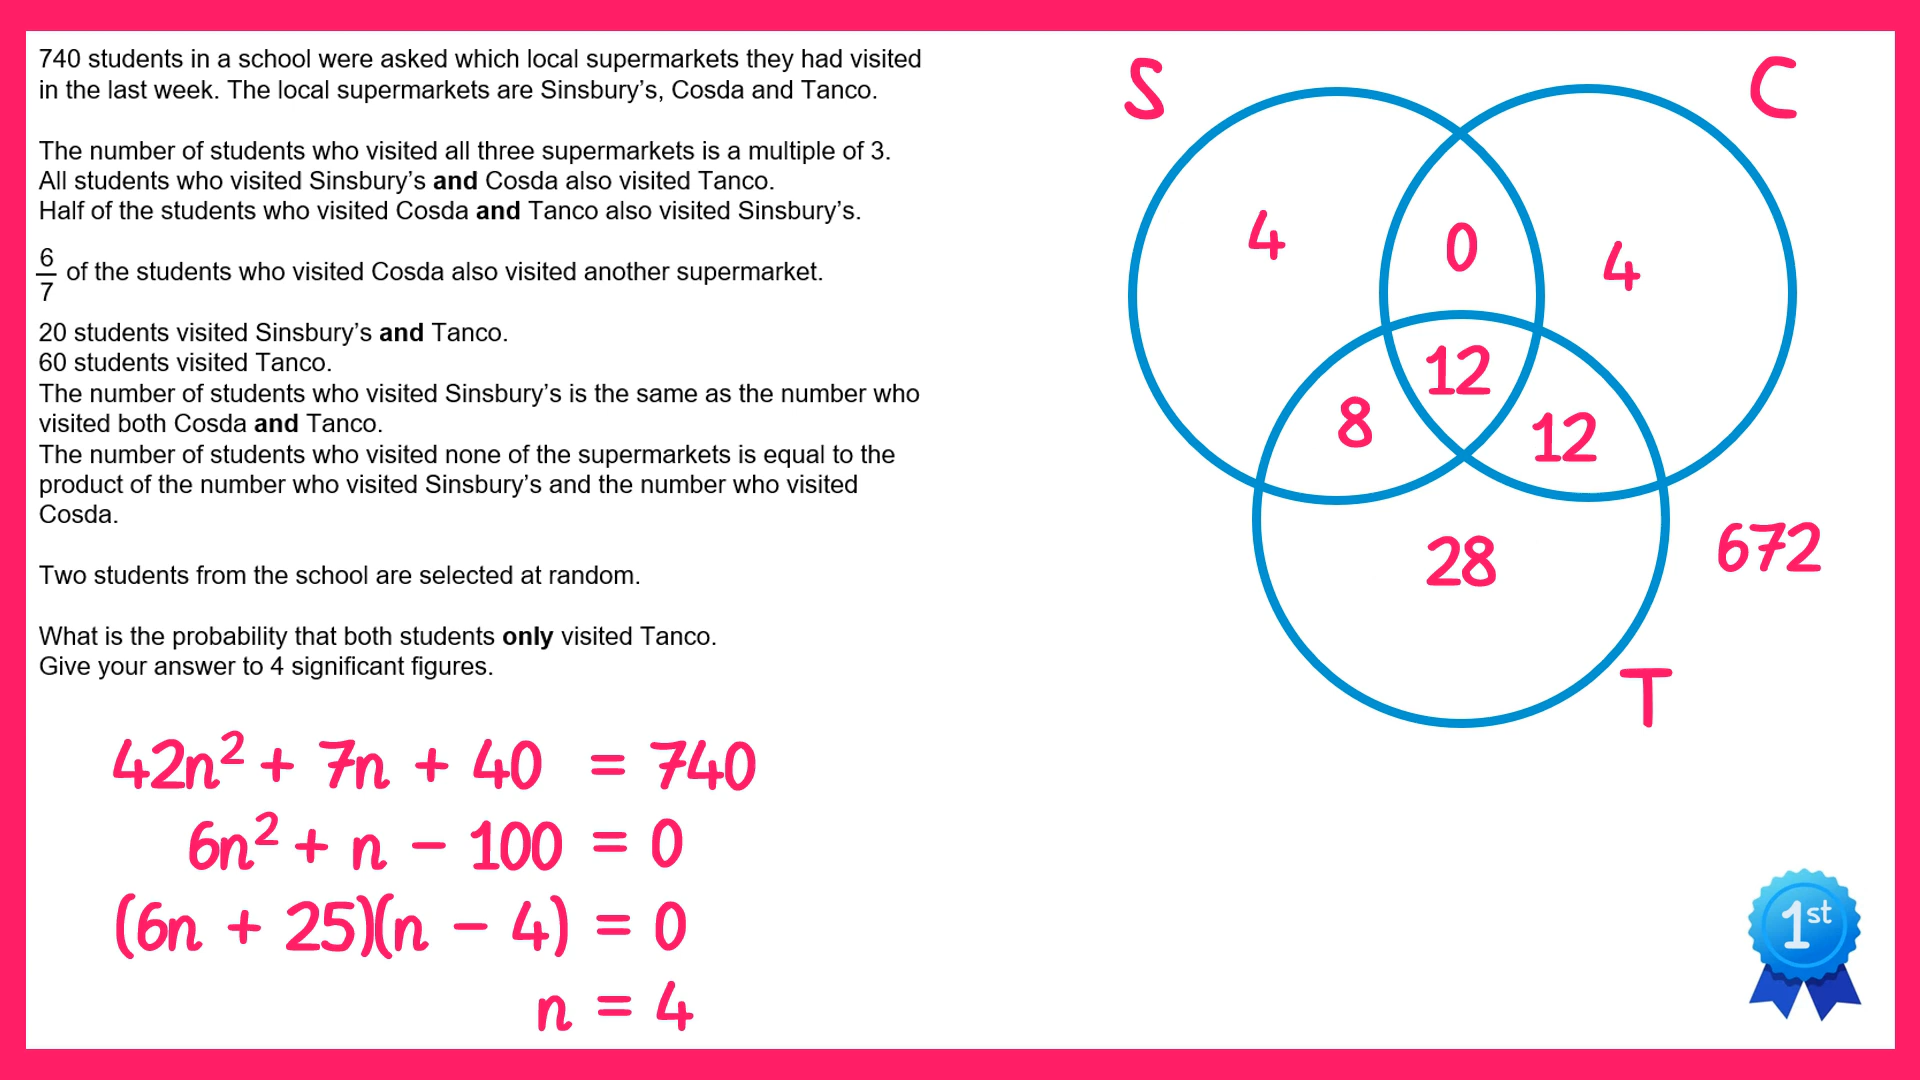 740 students in a school were asked which local supermarkets they had visited
in the last week. The local supermarkets are Sinsbury’s, Cosda and Tanco.
The number of students who visited all three supermarkets is a multiple of 3.
All students who visited Sinsbury’s and Cosda also visited Tanco.
Half of the students who visited Cosda and Tanco also visited Sinsbury’s.
6/7 of the students who visited Cosda also visited another supermarket.
20 students visited Sinsbury’s and Tanco.
60 students visited Tanco.
The number of students who visited Sinsbury’s is the same as the number who
visited both Cosda and Tanco.
The number of students who visited none of the supermarkets is equal to the
product of the number who visited Sinsbury’s and the number who visited
Cosda.
Two students from the school are selected at random.
What is the probability that both students only visited Tanco.
Give your answer to 4 significant figures.
42n² + 7n + 40 = 740
6n² + n − 100 = 0
(6n + 25)(n − 4) = 0
n = 4
S
C
4
0
4
12
8
12
28
672
T
1st